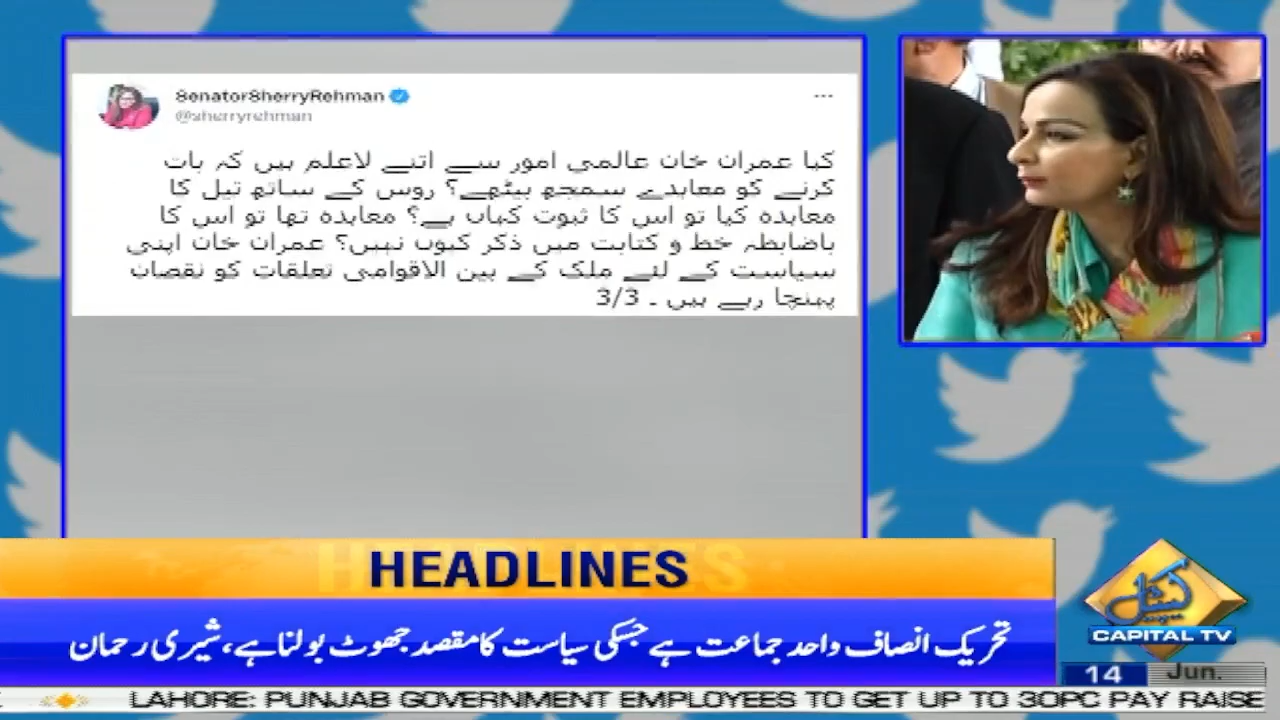 SenatorSherryRehman
@sherryrehman
...
کیا عمران خان عالمی امور سے اتنے لاعلم ہیں کہ بات
کرنے کو معاہدے سمجھ بیٹھے؟ روس کے ساتھ تیل کا
معاہدہ کیا تو اس کا ثبوت کہاں ہے؟ معاہدہ تھا تو اس کا
باضابطہ خط و کتابت میں ذکر کیوں نہیں؟ عمران خان اپنی
سیاست کے لئے ملک کے بین الاقوامی تعلقات کو نقصان
پہنچا رہے ہیں ۔ 3/3
HEADLINES
تحریک انصاف واحد جماعت ہے جسکی سیاست کا مقصد جھوٹ بولنا ہے، شیری رحمان
کیپیٹل
CAPITAL TV
14 Jun.
LAHORE: PUNJAB GOVERNMENT EMPLOYEES TO GET UP TO 30PC PAY RAISE